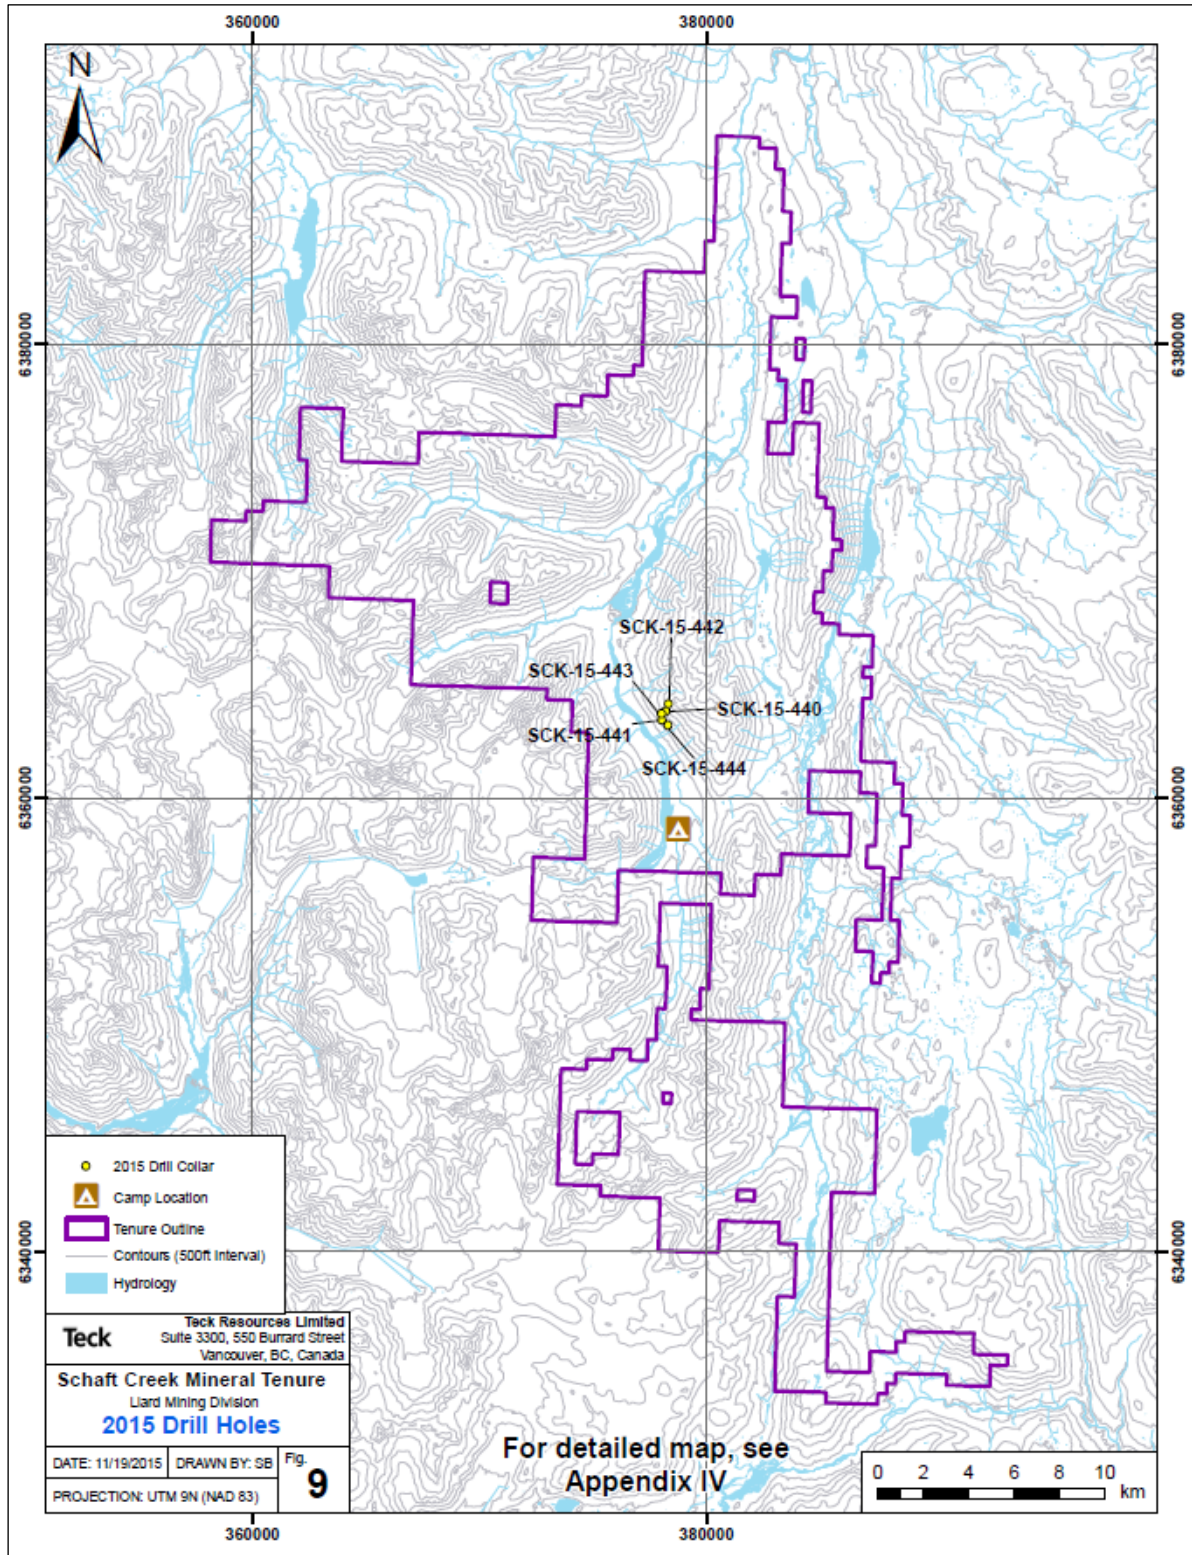 360000
380000
N
6380000
6380000
SCK-15-442
SCK-15-443
SCK-15-440
SCK-15-441
SCK-15-444
6360000
6360000
2015 Drill Collar
Camp Location
Tenure Outline
Contours (500ft Interval)
Hydrology
6340000
6340000
Teck
Teck Resources Limited
Suite 3300, 550 Burrard Street
Vancouver, BC, Canada
Schaft Creek Mineral Tenure
Liard Mining Division
2015 Drill Holes
DATE: 11/19/2015
DRAWN BY: SB
Fig.
9
PROJECTION: UTM 9N (NAD 83)
For detailed map, see
Appendix IV
0 2 4 6 8 10
km
360000
380000